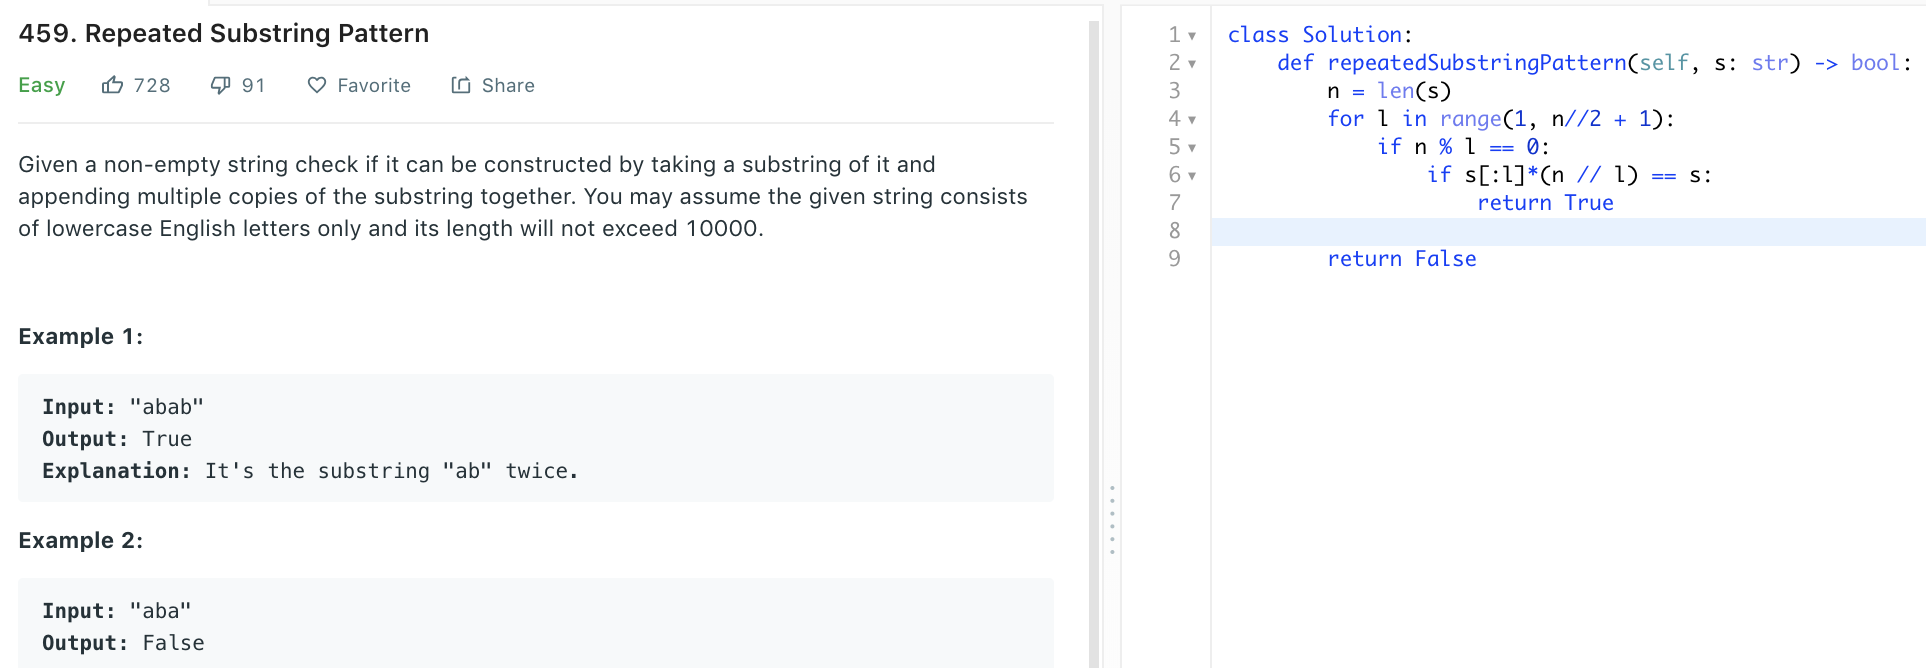 459. Repeated Substring Pattern
Easy 728 91 Favorite Share
Given a non-empty string check if it can be constructed by taking a substring of it and
appending multiple copies of the substring together. You may assume the given string consists
of lowercase English letters only and its length will not exceed 10000.
Example 1:
Input: "abab"
Output: True
Explanation: It's the substring "ab" twice.
Example 2:
Input: "aba"
Output: False
1 class Solution:
2     def repeatedSubstringPattern(self, s: str) -> bool:
3         n = len(s)
4         for l in range(1, n//2 + 1):
5             if n % l == 0:
6                 if s[:l]*(n // l) == s:
7                     return True
8
9         return False